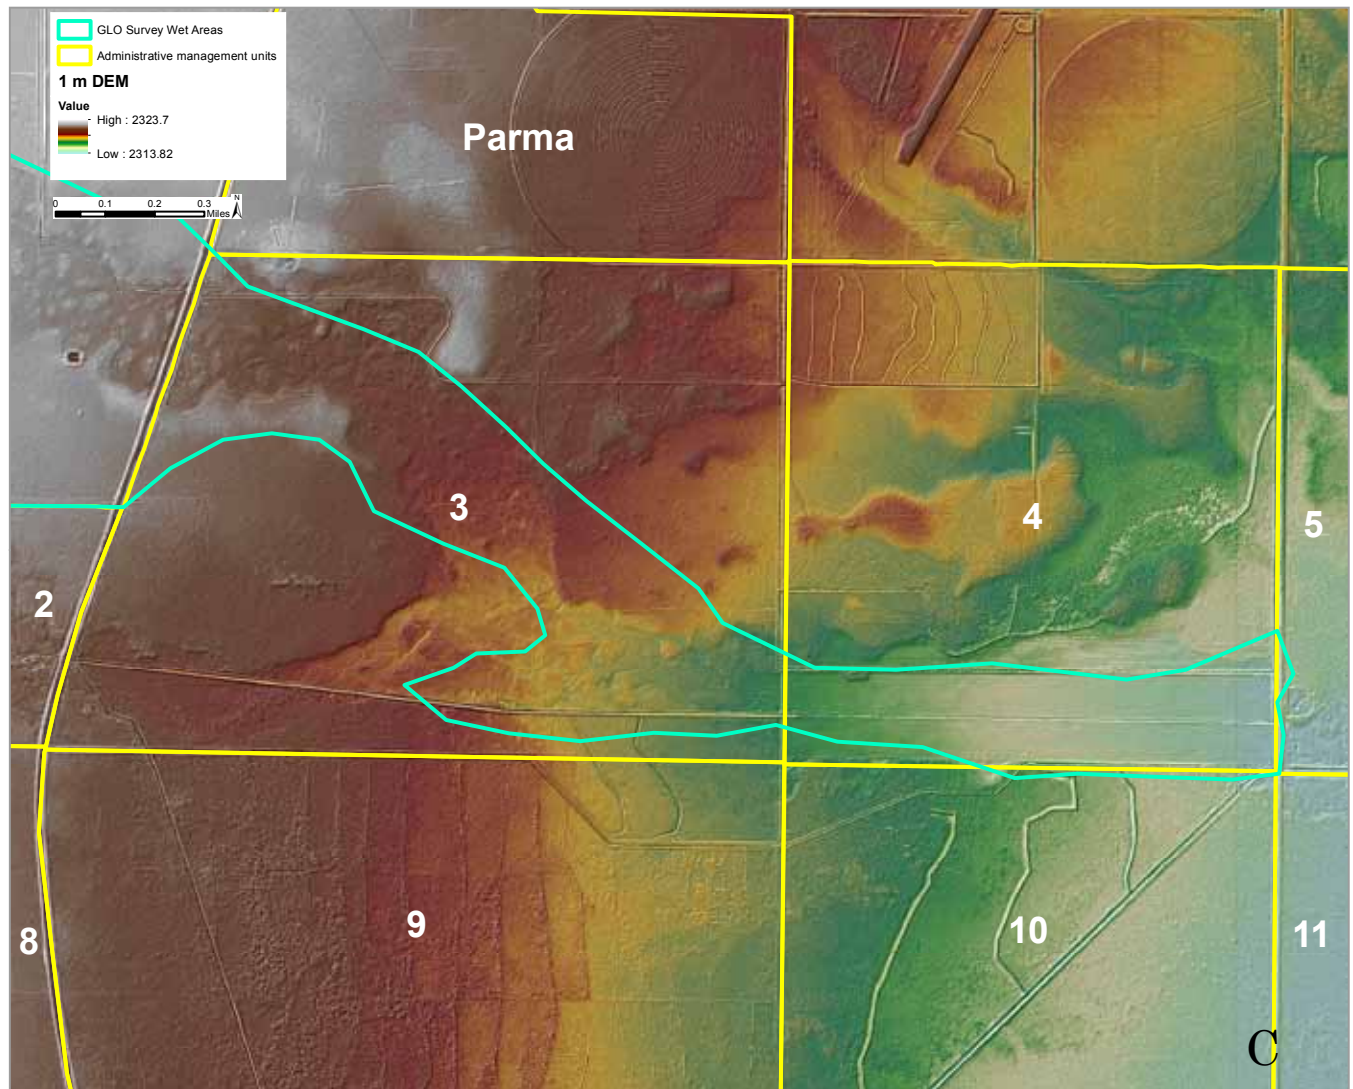 GLO Survey Wet Areas
Administrative management units
1 m DEM
Value
High : 2323.7
Low : 2313.82
0 0.1 0.2 0.3
Miles
N
Parma
3
4
5
2
9
10
8
11
C